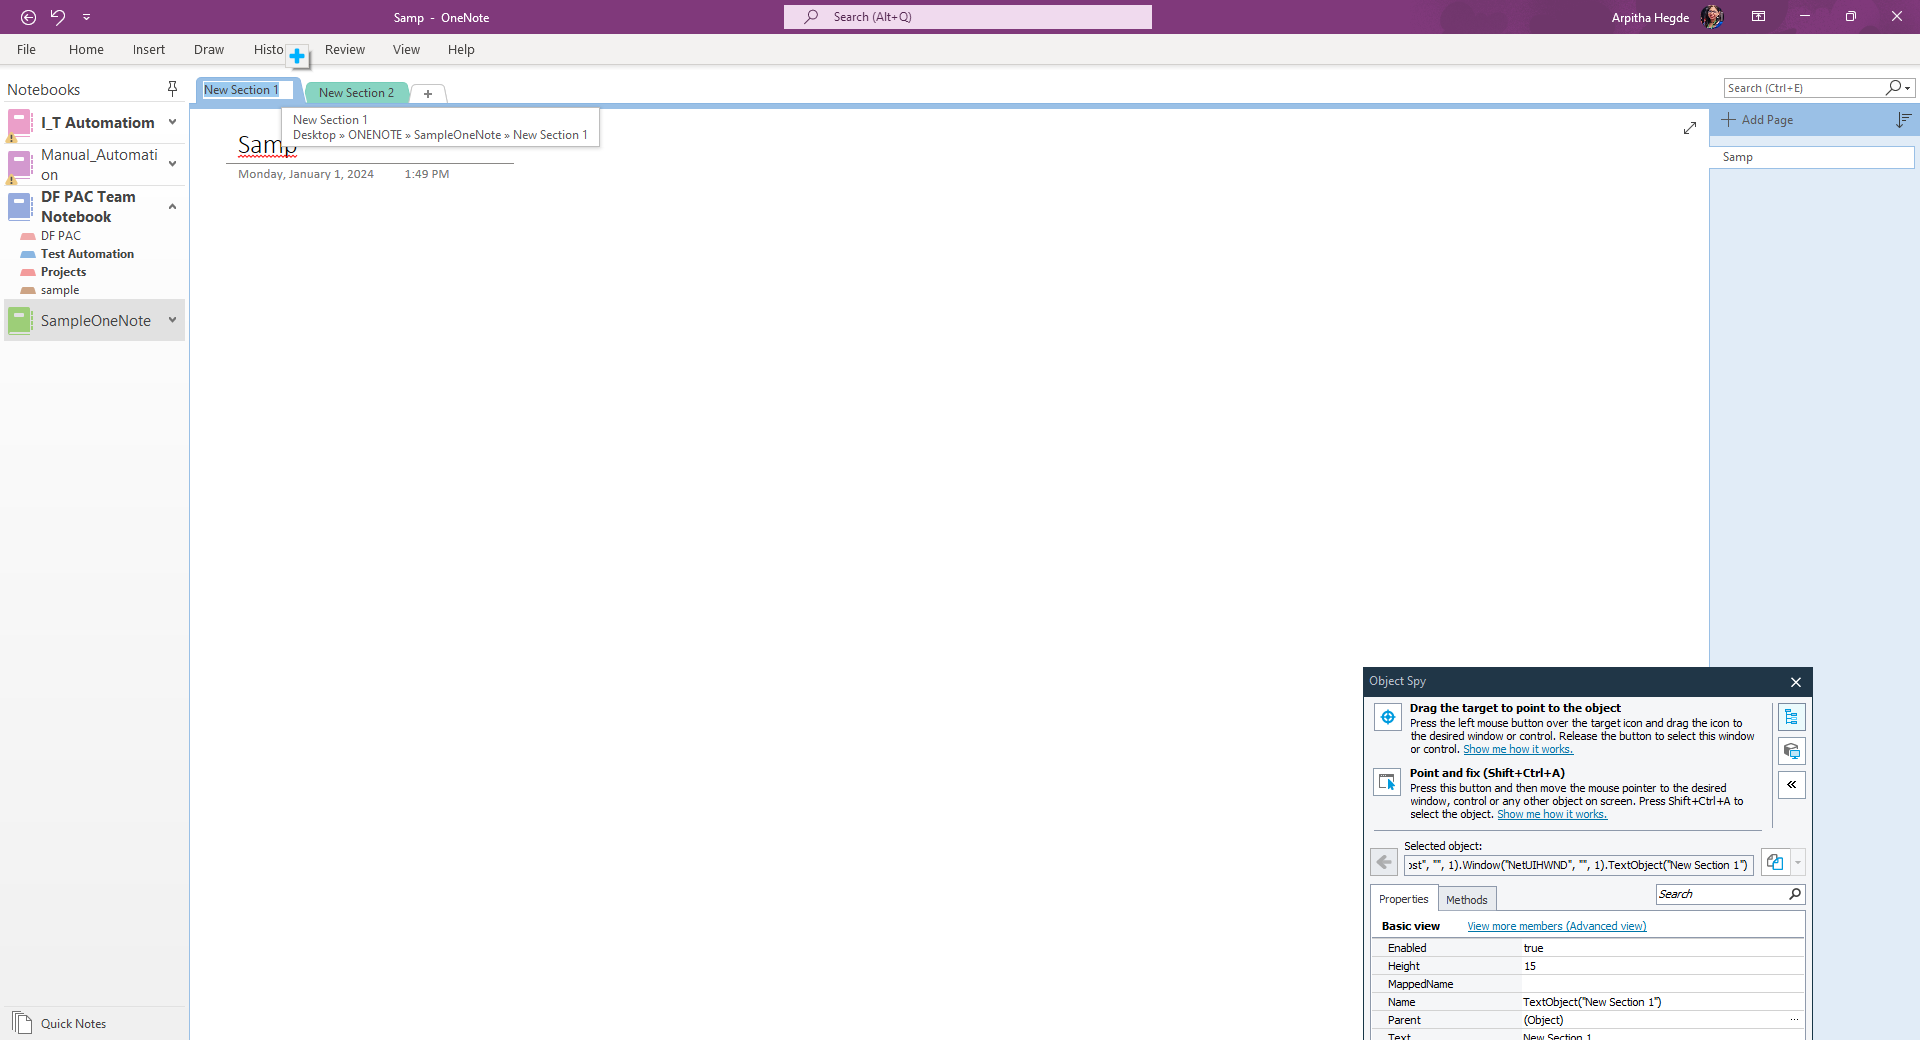 Samp - OneNote
Search (Alt+Q)
Arpitha Hegde
File Home Insert Draw Histo Review View Help
Notebooks
I_T Automatiom
Manual_Automati
on
DF PAC Team
Notebook
DF PAC
Test Automation
Projects
sample
SampleOneNote
Quick Notes
New Section 1
New Section 2
Search (Ctrl+E)
New Section 1
Desktop » ONENOTE » SampleOneNote » New Section 1
Samp
Monday, January 1, 2024 1:49 PM
Add Page
Samp
Object Spy
Drag the target to point to the object
Press the left mouse button over the target icon and drag the icon to
the desired window or control. Release the button to select this window
or control. Show me how it works.
Point and fix (Shift+Ctrl+A)
Press this button and then move the mouse pointer to the desired
window, control or any other object on screen. Press Shift+Ctrl+A to
select the object. Show me how it works.
Selected object:
ost", "", 1).Window("NetUIHWND", "", 1).TextObject("New Section 1")
Properties Methods
Search
Basic view View more members (Advanced view)
Enabled true
Height 15
MappedName
Name TextObject("New Section 1")
Parent (Object) ...
Text New Section 1